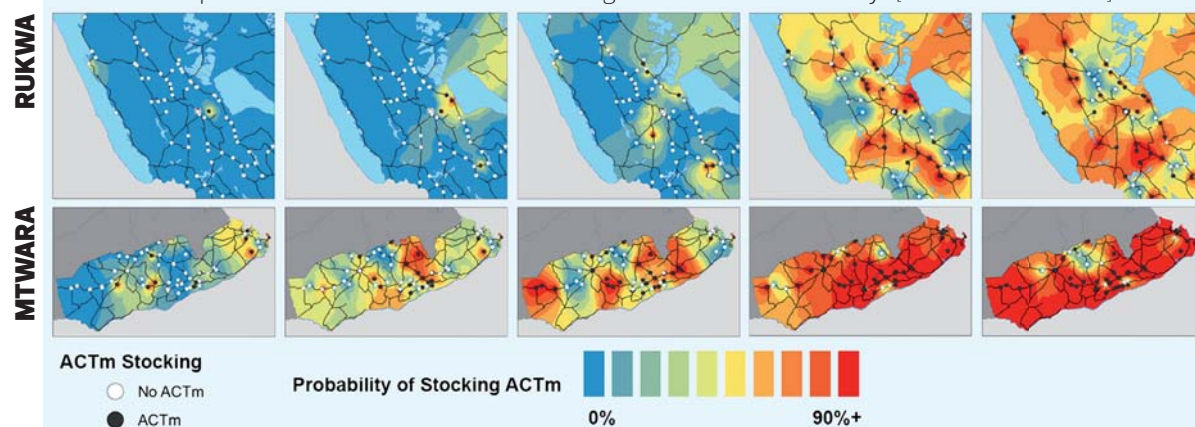 RUKWA
MTWARA
ACTm Stocking
No ACTm
ACTm
Probability of Stocking ACTm
0%
90%+